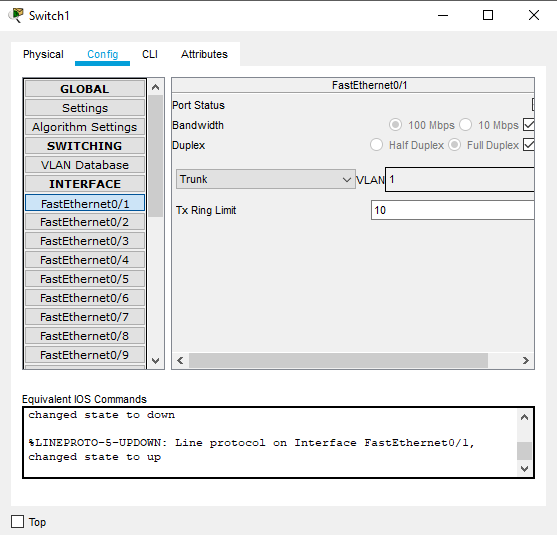 Switch1
Physical Config CLI Attributes
GLOBAL
Settings
Algorithm Settings
SWITCHING
VLAN Database
INTERFACE
FastEthernet0/1
FastEthernet0/2
FastEthernet0/3
FastEthernet0/4
FastEthernet0/5
FastEthernet0/6
FastEthernet0/7
FastEthernet0/8
FastEthernet0/9
FastEthernet0/1
Port Status
Bandwidth 100 Mbps 10 Mbps
Duplex Half Duplex Full Duplex
Trunk VLAN 1
Tx Ring Limit 10
Equivalent IOS Commands
changed state to down
%LINEPROTO-5-UPDOWN: Line protocol on Interface FastEthernet0/1,
changed state to up
Top